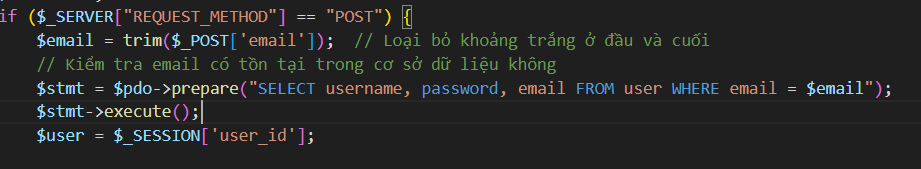 if ($_SERVER["REQUEST_METHOD"] == "POST") {
$email = trim($_POST['email']);  // Loại bỏ khoảng trắng ở đầu và cuối
// Kiểm tra email có tồn tại trong cơ sở dữ liệu không
$stmt = $pdo->prepare("SELECT username, password, email FROM user WHERE email = $email");
$stmt->execute();
$user = $_SESSION['user_id'];